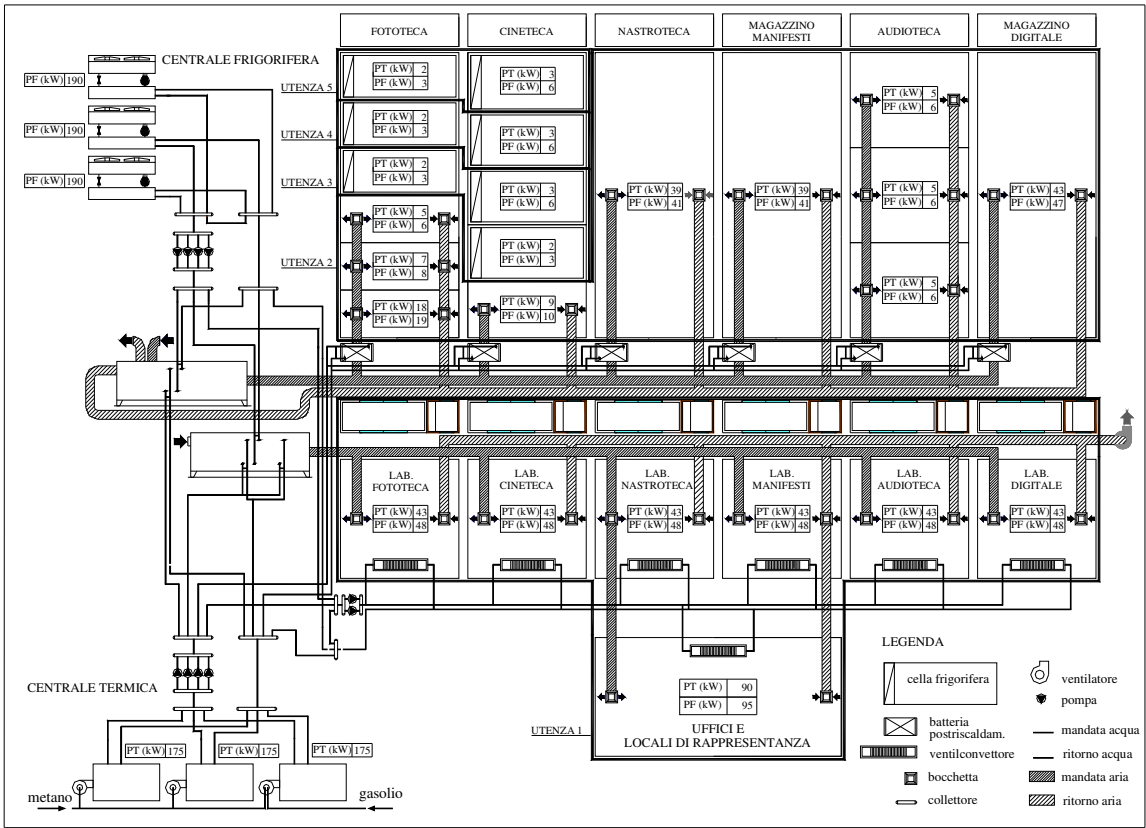 FOTOTECA
CINETECA
NASTROTECA
MAGAZZINO
MANIFESTI
AUDIOTECA
MAGAZZINO
DIGITALE
CENTRALE FRIGORIFERA
PF (kW) 190
PF (kW) 190
PF (kW) 190
UTENZA 5
UTENZA 4
UTENZA 3
UTENZA 2
PT (kW) 2
PF (kW) 3
PT (kW) 2
PF (kW) 3
PT (kW) 2
PF (kW) 3
PT (kW) 5
PF (kW) 6
PT (kW) 7
PF (kW) 8
PT (kW) 18
PF (kW) 19
PT (kW) 3
PF (kW) 6
PT (kW) 3
PF (kW) 6
PT (kW) 3
PF (kW) 6
PT (kW) 2
PF (kW) 3
PT (kW) 9
PF (kW) 10
PT (kW) 39
PF (kW) 41
PT (kW) 39
PF (kW) 41
PT (kW) 5
PF (kW) 6
PT (kW) 5
PF (kW) 6
PT (kW) 5
PF (kW) 6
PT (kW) 43
PF (kW) 47
LAB.
FOTOTECA
PT (kW) 43
PF (kW) 48
LAB.
CINETECA
PT (kW) 43
PF (kW) 48
LAB.
NASTROTECA
PT (kW) 43
PF (kW) 48
LAB.
MANIFESTI
PT (kW) 43
PF (kW) 48
LAB.
AUDIOTECA
PT (kW) 43
PF (kW) 48
LAB.
DIGITALE
PT (kW) 43
PF (kW) 48
PT (kW) 90
PF (kW) 95
UTENZA 1
UFFICI E
LOCALI DI RAPPRESENTANZA
CENTRALE TERMICA
PT (kW) 175
PT (kW) 175
PT (kW) 175
metano
gasolio
LEGENDA
cella frigorifera
batteria
postriscaldam.
ventilconvettore
bocchetta
collettore
ventilatore
pompa
mandata acqua
ritorno acqua
mandata aria
ritorno aria